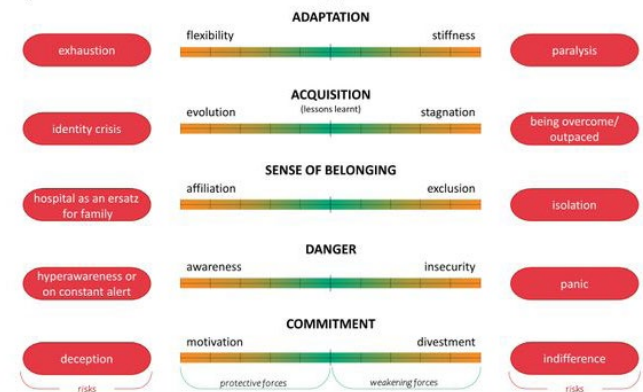 ADAPTATION
flexibility
stiffness
exhaustion
paralysis
ACQUISITION
(lessons learnt)
evolution
stagnation
identity crisis
being overcome/
outpaced
SENSE OF BELONGING
affiliation
exclusion
hospital as an ersatz
for family
isolation
DANGER
awareness
insecurity
hyperawareness or
on constant alert
panic
COMMITMENT
motivation
divestment
deception
indifference
risks
protective forces
weakening forces
risks